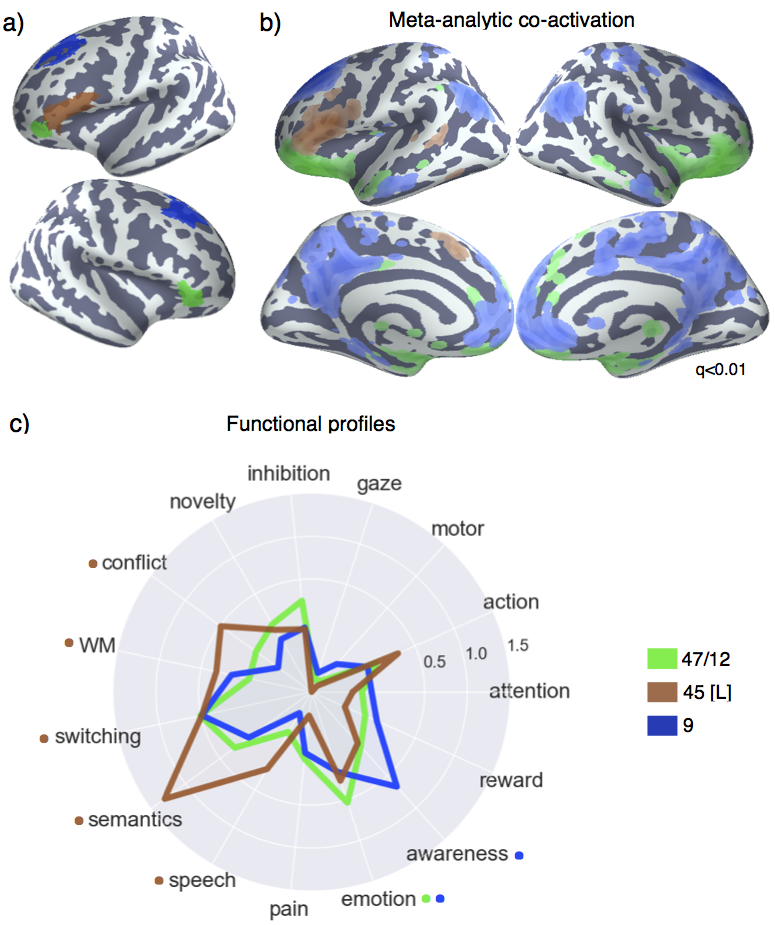 a)
b)
Meta-analytic co-activation
q<0.01
c)
Functional profiles
inhibition
gaze
novelty
motor
conflict
action
WM
0.5
1.0
1.5
attention
switching
reward
semantics
awareness
speech
emotion
pain
47/12
45 [L]
9